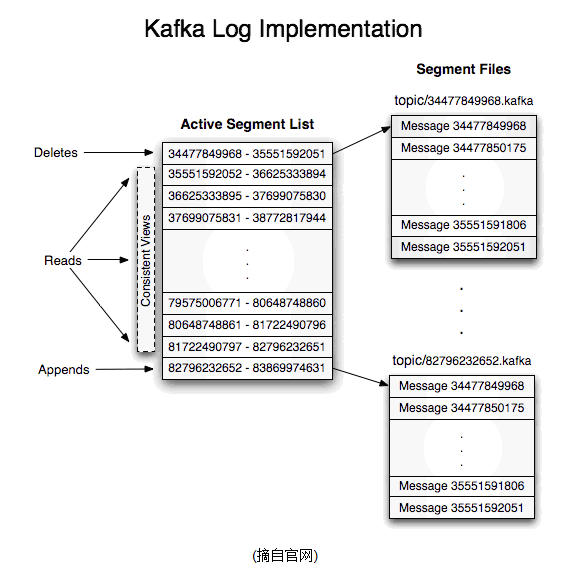 Kafka Log Implementation
Segment Files
topic/34477849968.kafka
Active Segment List
Deletes
Reads
Appends
Consistent Views
34477849968 - 35551592051
35551592052 - 36625333894
36625333895 - 37699075830
37699075831 - 38772817944
.
.
.
79575006771 - 80648748860
80648748861 - 81722490796
81722490797 - 82796232651
82796232652 - 83869974631
Message 34477849968
Message 34477850175
.
.
.
Message 35551591806
Message 35551592051
.
.
.
topic/82796232652.kafka
Message 34477849968
Message 34477850175
.
.
.
Message 35551591806
Message 35551592051
(摘自官网)